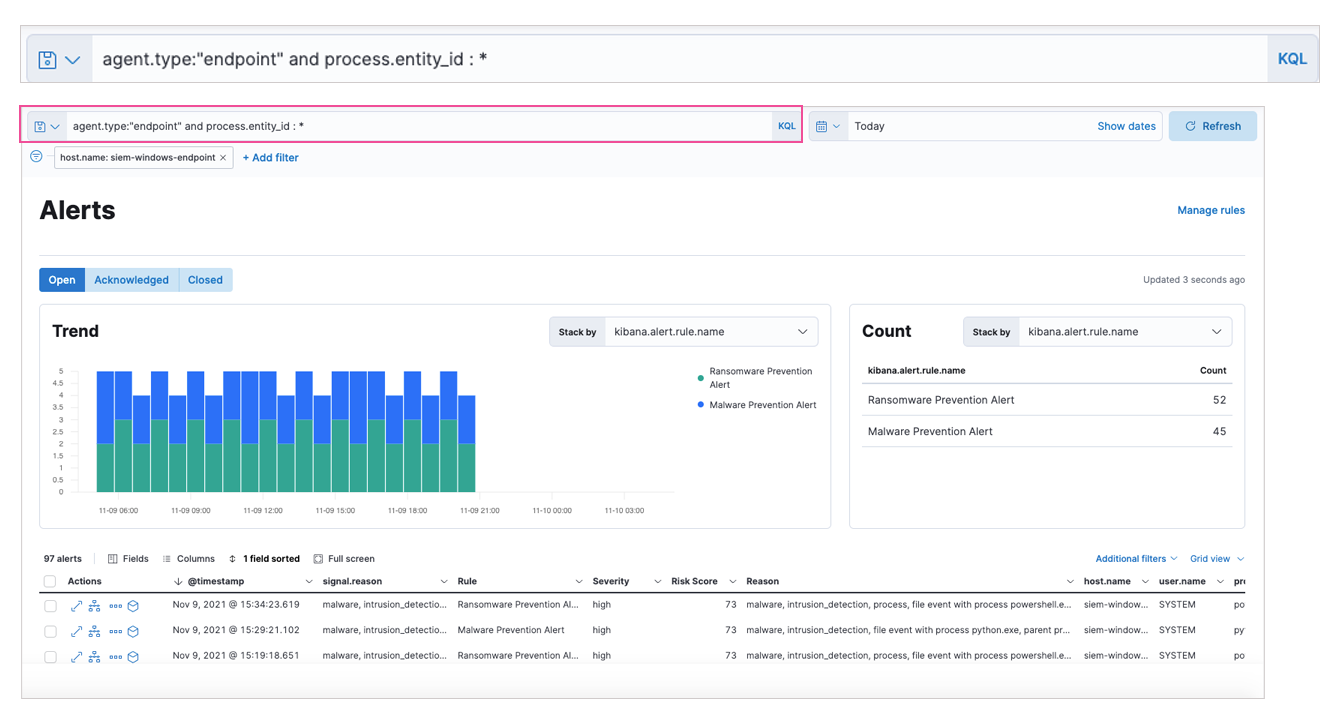 agent.type:"endpoint" and process.entity_id : * KQL
agent.type:"endpoint" and process.entity_id : * KQL Today Show dates Refresh
host.name: siem-windows-endpoint × + Add filter
Alerts Manage rules
Open Acknowledged Closed Updated 3 seconds ago
Trend Stack by kibana.alert.rule.name
5
4.5
4
3.5
3
2.5
2
1.5
1
0.5
0
11-09 06:00 11-09 09:00 11-09 12:00 11-09 15:00 11-09 18:00 11-09 21:00 11-10 00:00 11-10 03:00
Ransomware Prevention
Alert
Malware Prevention Alert
Count Stack by kibana.alert.rule.name
kibana.alert.rule.name Count
Ransomware Prevention Alert 52
Malware Prevention Alert 45
97 alerts Fields Columns 1 field sorted Full screen Additional filters Grid view
Actions @timestamp signal.reason Rule Severity Risk Score Reason host.name user.name pr
Nov 9, 2021 @ 15:34:23.619 malware, intrusion_detectio... Ransomware Prevention Al... high 73 malware, intrusion_detection, process, file event with process powershell.e... siem-window... SYSTEM po
Nov 9, 2021 @ 15:29:21.102 malware, intrusion_detectio... Malware Prevention Alert high 73 malware, intrusion_detection, file event with process python.exe, parent pr... siem-window... SYSTEM py
Nov 9, 2021 @ 15:19:18.651 malware, intrusion_detectio... Ransomware Prevention Al... high 73 malware, intrusion_detection, process, file event with process powershell.e... siem-window... SYSTEM po